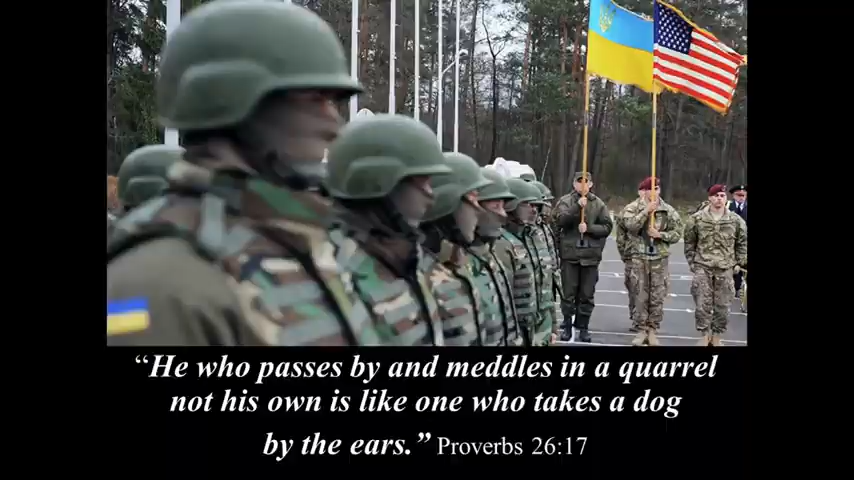 “He who passes by and meddles in a quarrel
not his own is like one who takes a dog
by the ears.” Proverbs 26:17